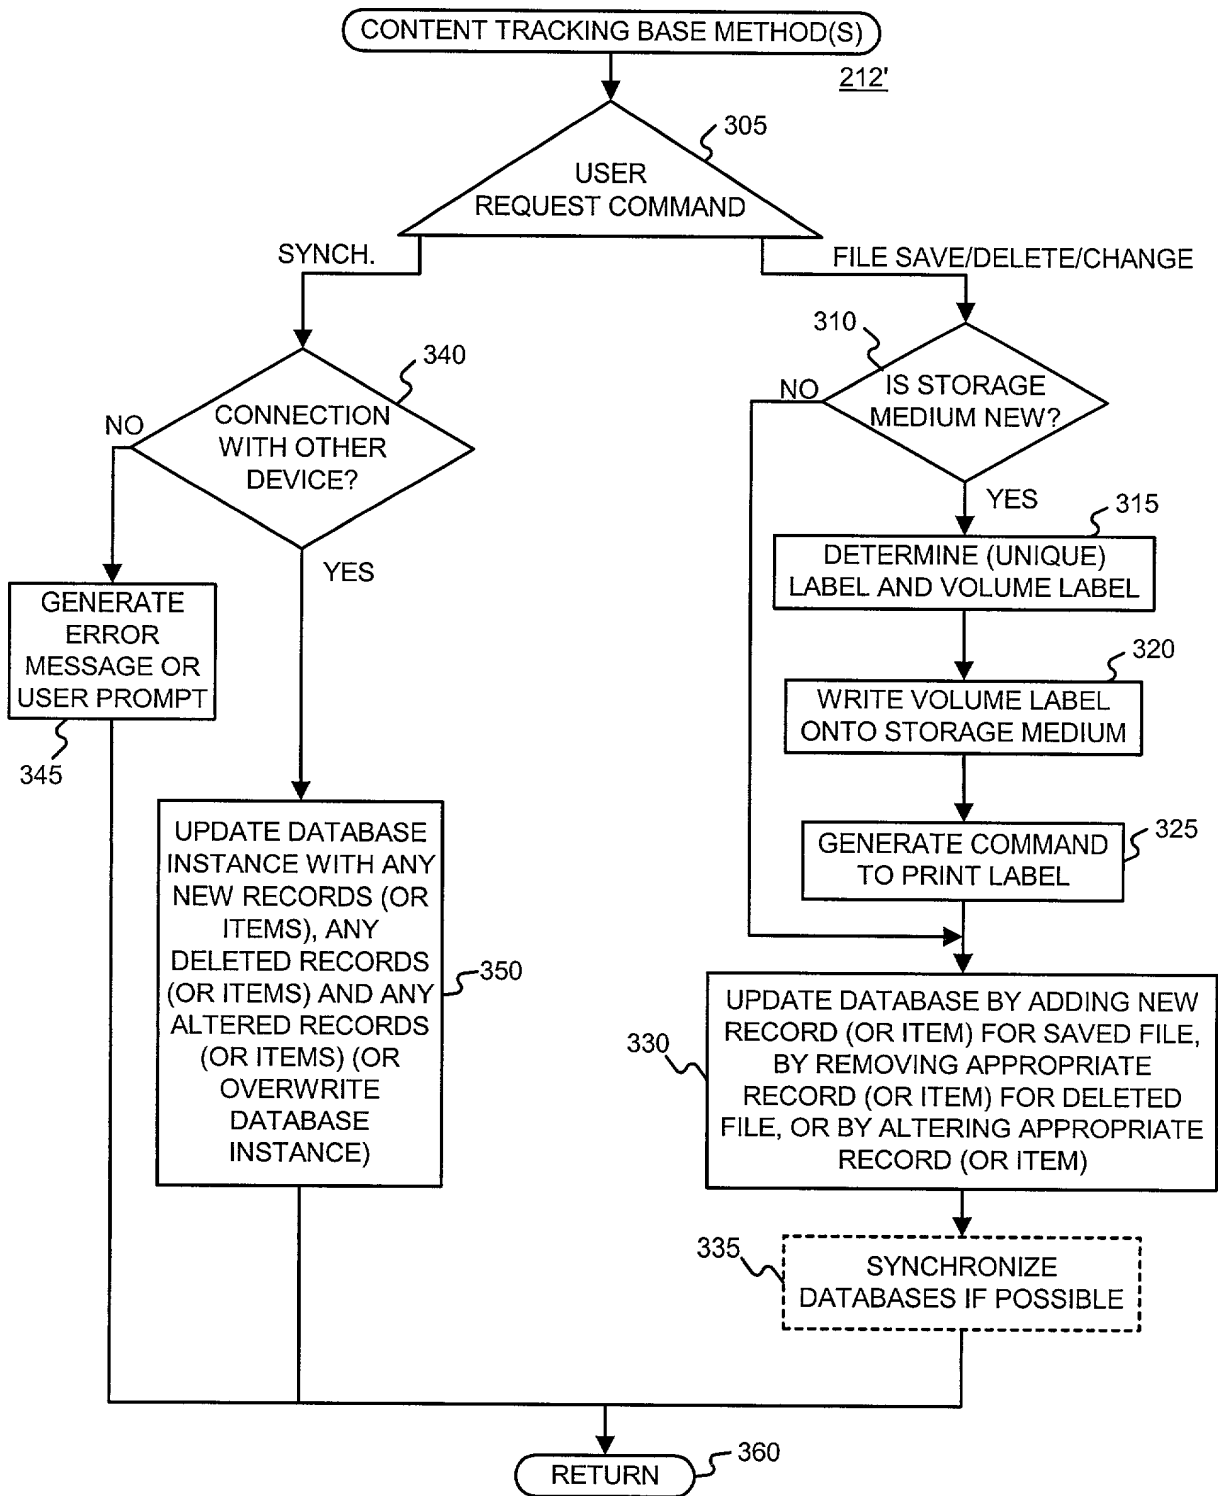 CONTENT TRACKING BASE METHOD(S)
212'
305
USER
REQUEST COMMAND
SYNCH.
FILE SAVE/DELETE/CHANGE
340
CONNECTION
WITH OTHER
DEVICE?
NO
YES
310
IS STORAGE
MEDIUM NEW?
NO
YES
315
DETERMINE (UNIQUE)
LABEL AND VOLUME LABEL
320
WRITE VOLUME LABEL
ONTO STORAGE MEDIUM
325
GENERATE COMMAND
TO PRINT LABEL
GENERATE
ERROR
MESSAGE OR
USER PROMPT
345
UPDATE DATABASE
INSTANCE WITH ANY
NEW RECORDS (OR
ITEMS), ANY
DELETED RECORDS
(OR ITEMS) AND ANY
ALTERED RECORDS
(OR ITEMS) (OR
OVERWRITE
DATABASE
INSTANCE)
350
330
UPDATE DATABASE BY ADDING NEW
RECORD (OR ITEM) FOR SAVED FILE,
BY REMOVING APPROPRIATE
RECORD (OR ITEM) FOR DELETED
FILE, OR BY ALTERING APPROPRIATE
RECORD (OR ITEM)
335
SYNCHRONIZE
DATABASES IF POSSIBLE
RETURN
360